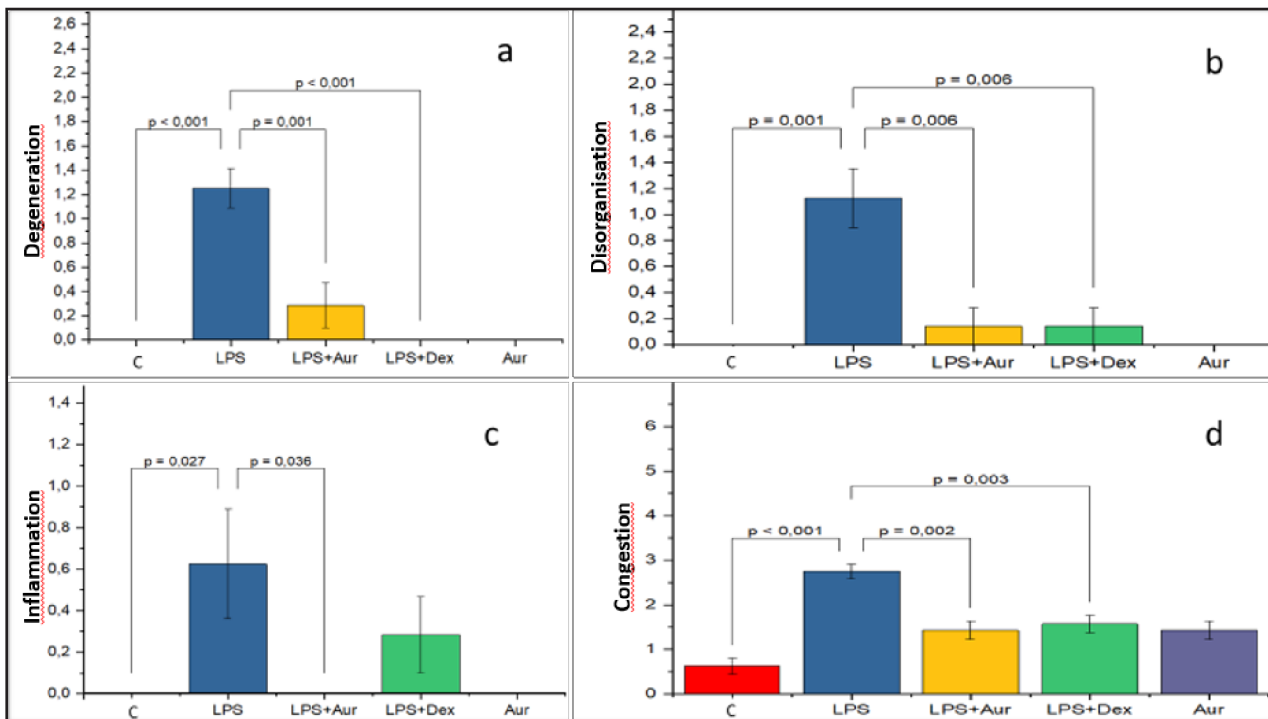 a
Degeneration
2,6
2,4
2,2
2,0
1,8
1,6
1,4
1,2
1,0
0,8
0,6
0,4
0,2
0,0
p < 0,001
p < 0,001
p = 0,001
C
LPS
LPS+Aur
LPS+Dex
Aur
b
Disorganisation
2,4
2,2
2,0
1,8
1,6
1,4
1,2
1,0
0,8
0,6
0,4
0,2
0,0
p = 0,006
p = 0,001
p = 0,006
C
LPS
LPS+Aur
LPS+Dex
Aur
c
Inflammation
1,4
1,2
1,0
0,8
0,6
0,4
0,2
0,0
p = 0,027
p = 0,036
C
LPS
LPS+Aur
LPS+Dex
Aur
d
Congestion
6
5
4
3
2
1
0
p = 0,003
p < 0,001
p = 0,002
C
LPS
LPS+Aur
LPS+Dex
Aur